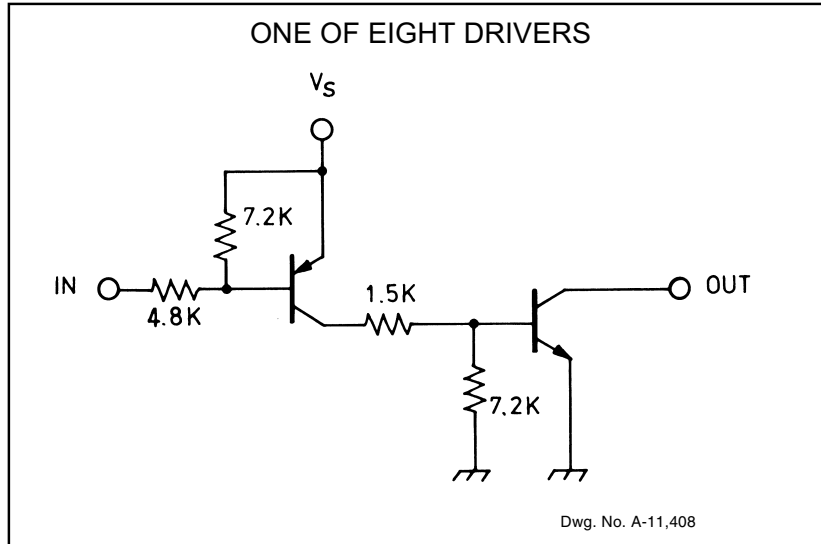 ONE OF EIGHT DRIVERS
VS
7.2K
IN
4.8K
1.5K
OUT
7.2K
Dwg. No. A-11,408